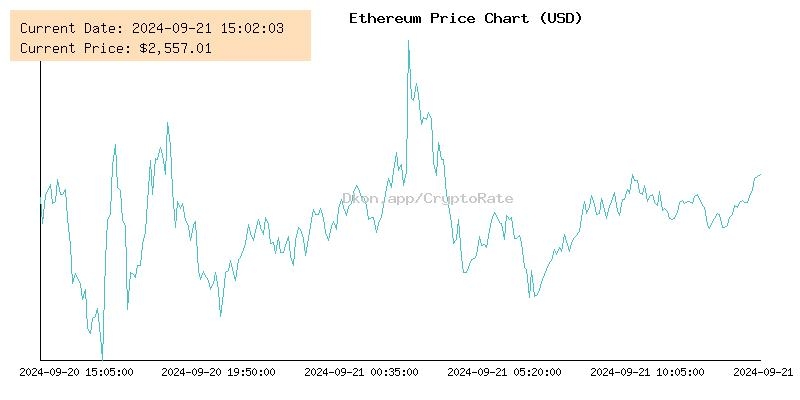 Ethereum Price Chart (USD)
Current Date: 2024-09-21 15:02:03
Current Price: $2,557.01
Dkon.app/CryptoRate
2024-09-20 15:05:00 2024-09-20 19:50:00 2024-09-21 00:35:00 2024-09-21 05:20:00 2024-09-21 10:05:00 2024-09-21